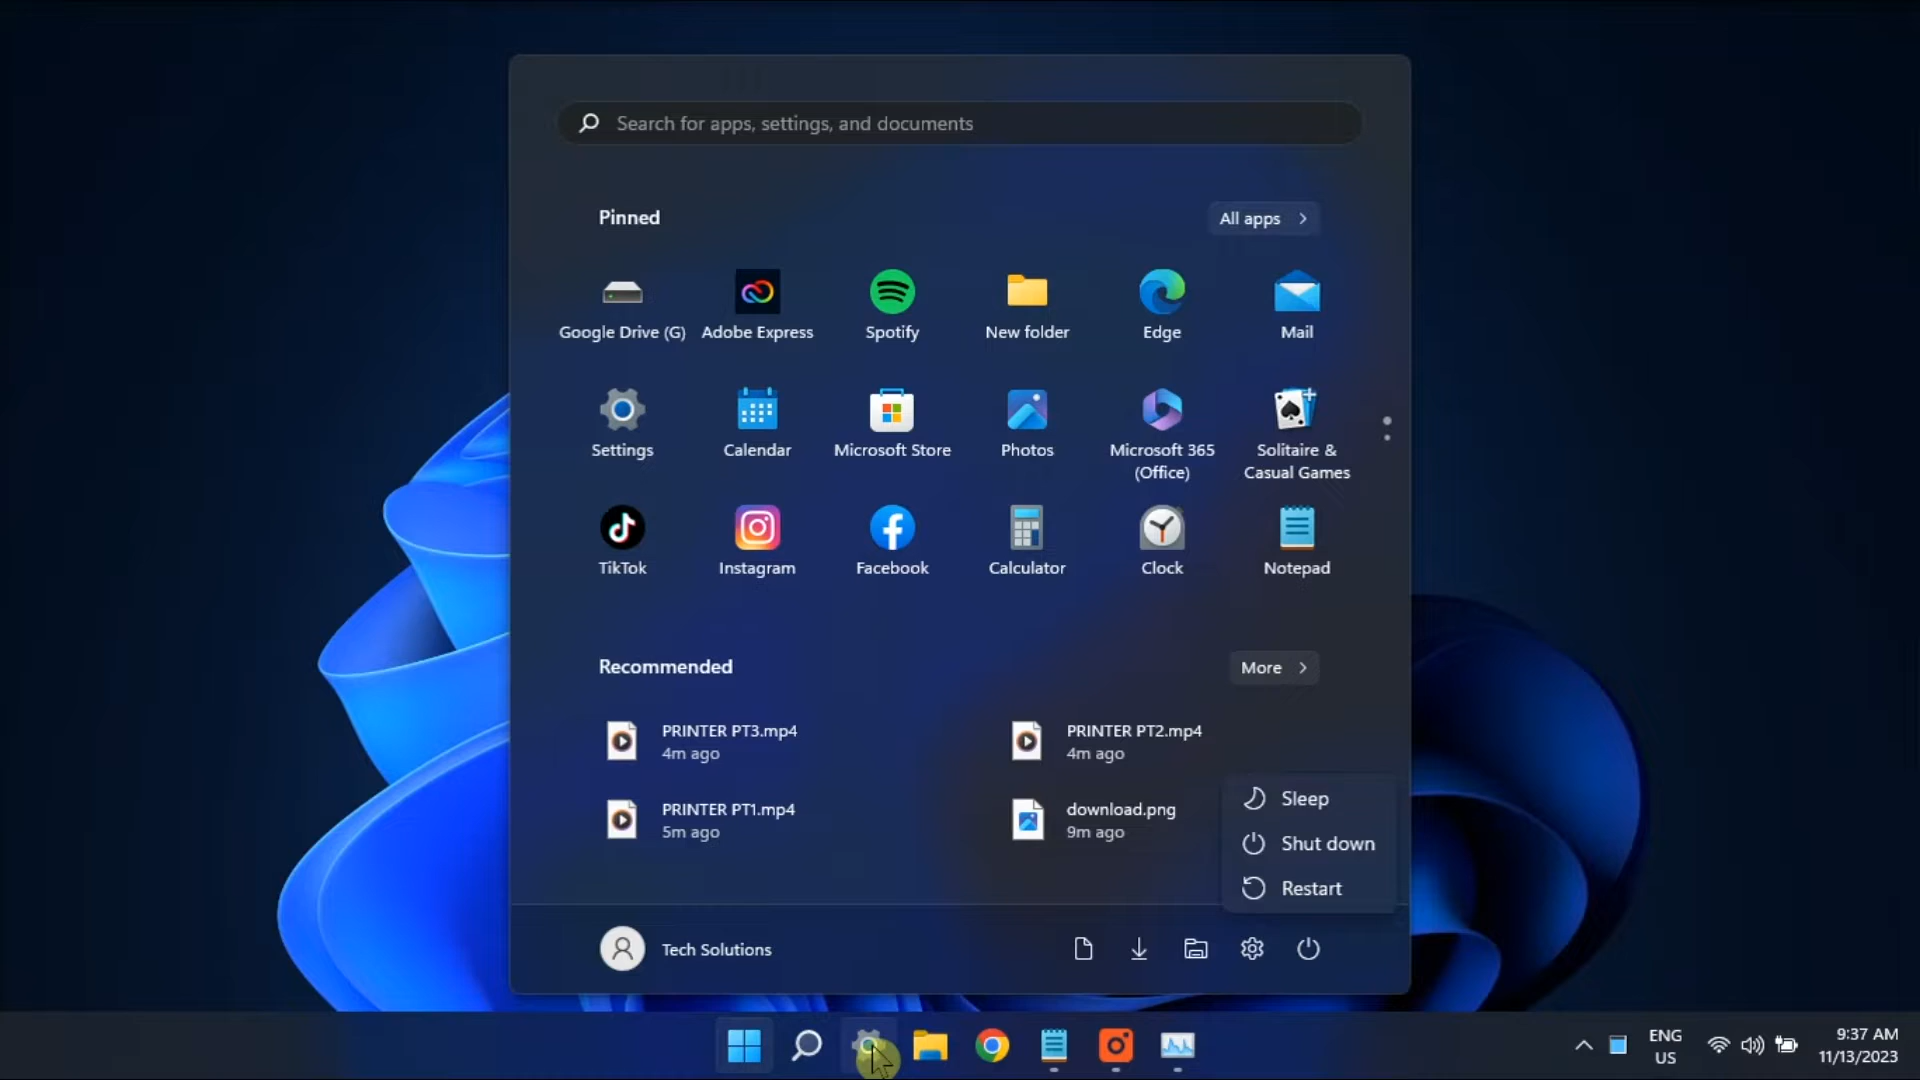 Search for apps, settings, and documents
Pinned
All apps
Google Drive (G)
Adobe Express
Spotify
New folder
Edge
Mail
Settings
Calendar
Microsoft Store
Photos
Microsoft 365
(Office)
Solitaire &
Casual Games
TikTok
Instagram
Facebook
Calculator
Clock
Notepad
Recommended
More
PRINTER PT3.mp4
4m ago
PRINTER PT2.mp4
4m ago
PRINTER PT1.mp4
5m ago
download.png
9m ago
Sleep
Shut down
Restart
Tech Solutions
ENG
US
9:37 AM
11/13/2023